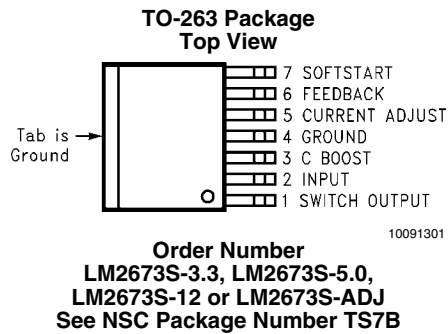 TO-263 Package
Top View
7 SOFTSTART
6 FEEDBACK
5 CURRENT ADJUST
Tab is
Ground
4 GROUND
3 C BOOST
2 INPUT
1 SWITCH OUTPUT
10091301
Order Number
LM2673S-3.3, LM2673S-5.0,
LM2673S-12 or LM2673S-ADJ
See NSC Package Number TS7B